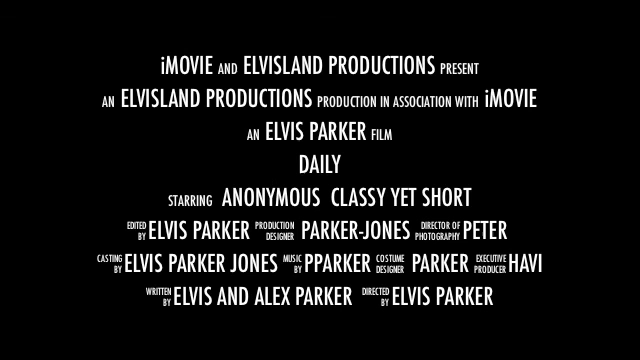 iMOVIE AND ELVISLAND PRODUCTIONS PRESENT
AN ELVISLAND PRODUCTIONS PRODUCTION IN ASSOCIATION WITH iMOVIE
AN ELVIS PARKER FILM
DAILY
STARRING ANONYMOUS CLASSY YET SHORT
EDITED BY ELVIS PARKER PRODUCTION DESIGNER PARKER-JONES DIRECTOR OF PHOTOGRAPHY PETER
CASTING BY ELVIS PARKER JONES MUSIC BY PPARKER COSTUME DESIGNER PARKER EXECUTIVE PRODUCER HAVI
WRITTEN BY ELVIS AND ALEX PARKER DIRECTED BY ELVIS PARKER